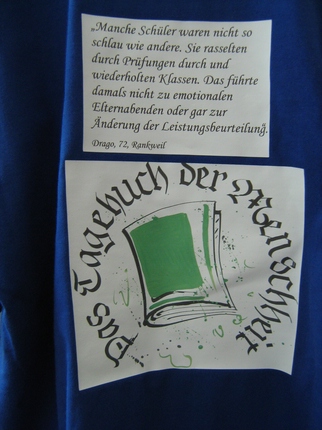 „Manche Schüler waren nicht so
schlau wie andere. Sie rasselten
durch Prüfungen durch und
wiederholten Klassen. Das führte
damals nicht zu emotionalen
Elternabenden oder gar zur
Änderung der Leistungsbeurteilung."
Drago, 72, Rankweil
Das Tagebuch der Menschheit